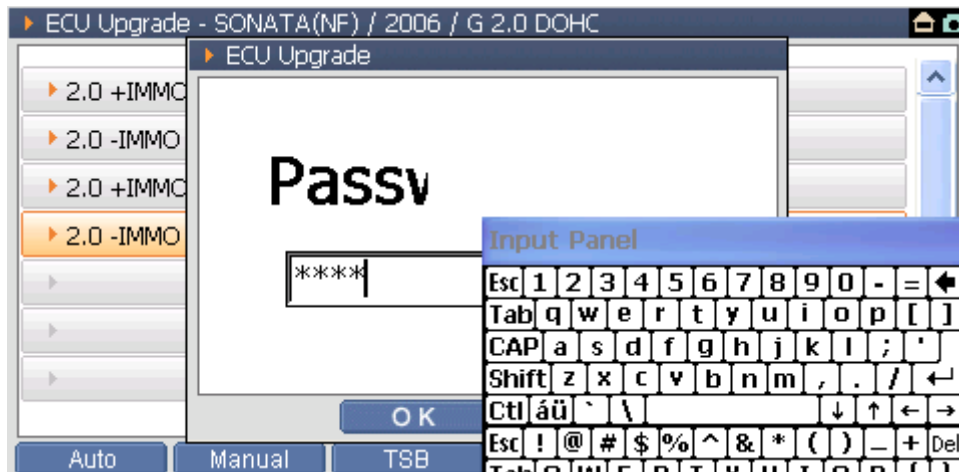 ECU Upgrade - SONATA(NF) / 2006 / G 2.0 DOHC
ECU Upgrade
2.0 +IMMO
2.0 -IMMO
2.0 +IMMO
2.0 -IMMO
Passw
****
OK
Input Panel
Esc 1 2 3 4 5 6 7 8 9 0 - =
Tab q w e r t y u i o p [ ]
CAP a s d f g h j k l ; '
Shift z x c v b n m , . /
Ctl áü ` \ ↓ ↑ ← →
Esc ! @ # $ % ^ & * ( ) _ + Del
Tab Q W E R T Y U I O P { }
Auto Manual TSB